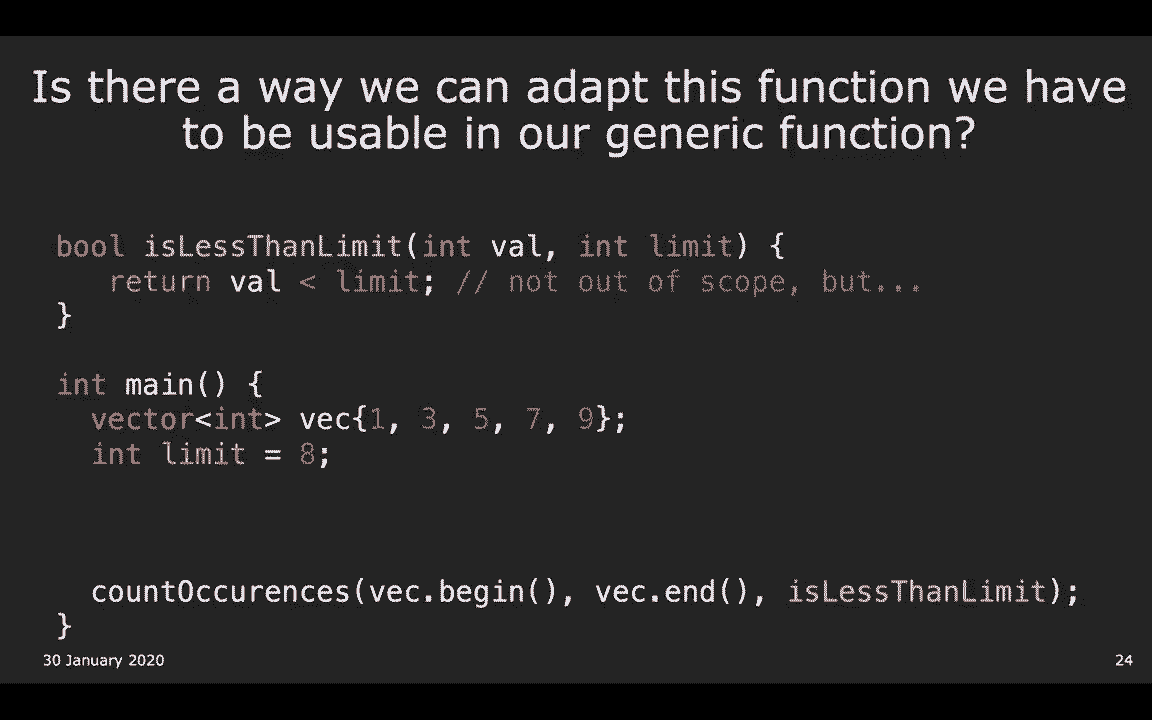 Is there a way we can adapt this function we have
to be usable in our generic function?
bool isLessThanLimit(int val, int limit) {
return val < limit; // not out of scope, but...
}
int main() {
vector<int> vec{1, 3, 5, 7, 9};
int limit = 8;
countOccurences(vec.begin(), vec.end(), isLessThanLimit);
}
30 January 2020
24